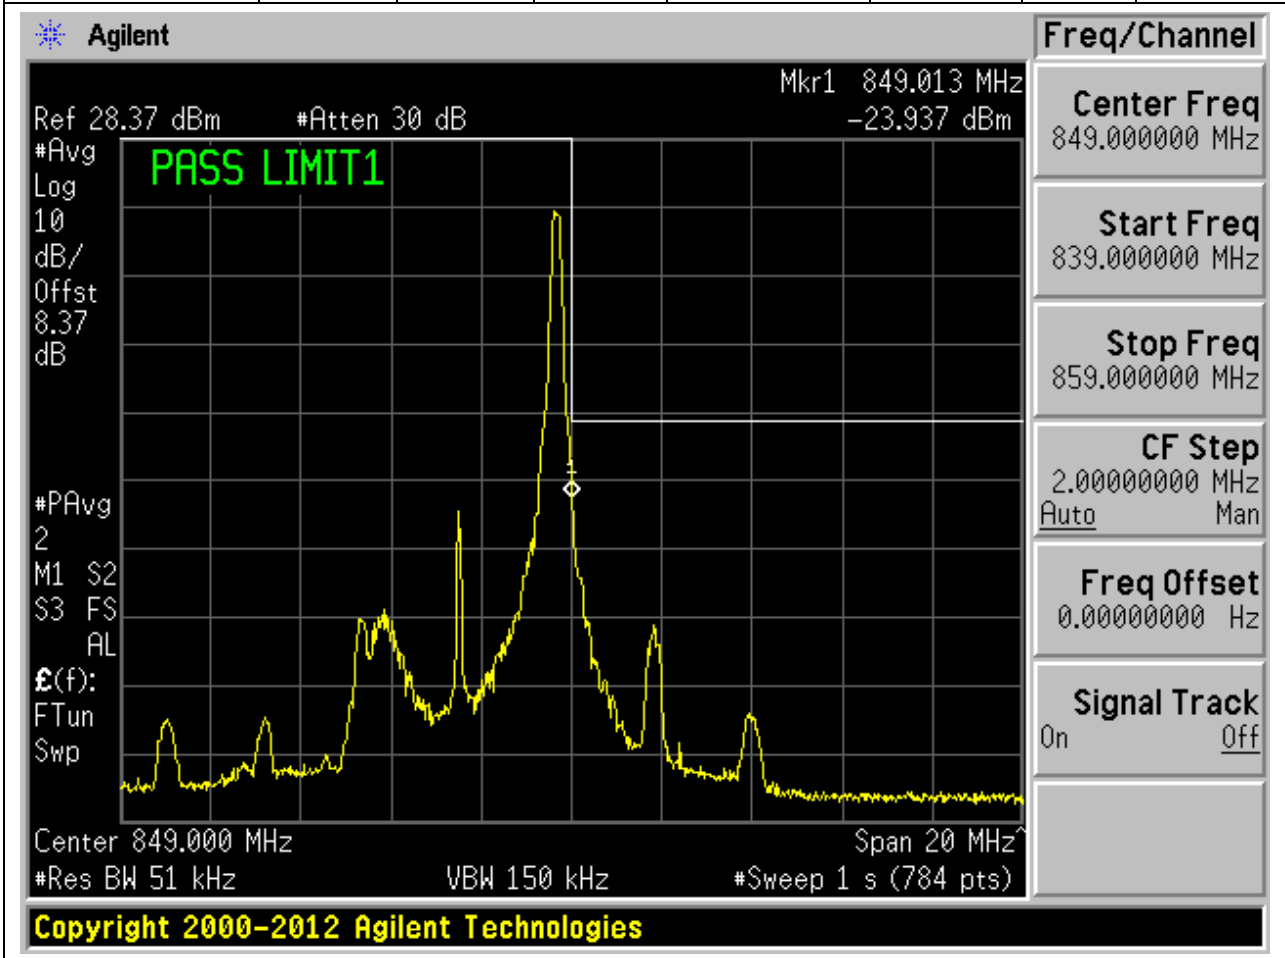 Agilent
Freq/Channel
Mkr1 849.013 MHz
Ref 28.37 dBm #Atten 30 dB -23.937 dBm
#Avg
Log
10
dB/
Offst
8.37
dB
PASS LIMIT1
1
#PAvg
2
M1 S2
S3 FS
AL
£(f):
FTun
Swp
Center 849.000 MHz Span 20 MHz^
#Res BW 51 kHz VBW 150 kHz #Sweep 1 s (784 pts)
Center Freq
849.000000 MHz
Start Freq
839.000000 MHz
Stop Freq
859.000000 MHz
CF Step
2.00000000 MHz
Auto Man
Freq Offset
0.00000000 Hz
Signal Track
On Off
Copyright 2000-2012 Agilent Technologies